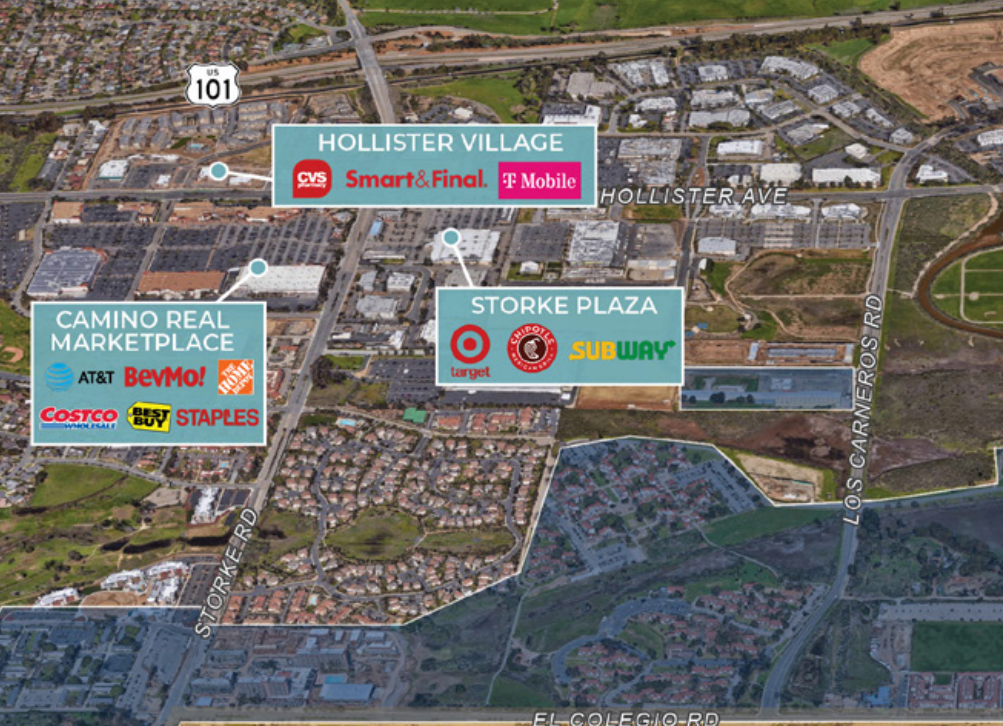 US
101
HOLLISTER VILLAGE
CVS
pharmacy
Smart&Final.
T Mobile
HOLLISTER AVE
STORKE PLAZA
target
CHIPOTLE
MEXICAN GRILL
SUBWAY
CAMINO REAL
MARKETPLACE
AT&T
BevMo!
THE
HOME
DEPOT
COSTCO
WHOLESALE
BEST
BUY
STAPLES
LOS CARNEROS RD
STORKE RD
EL COLEGIO RD